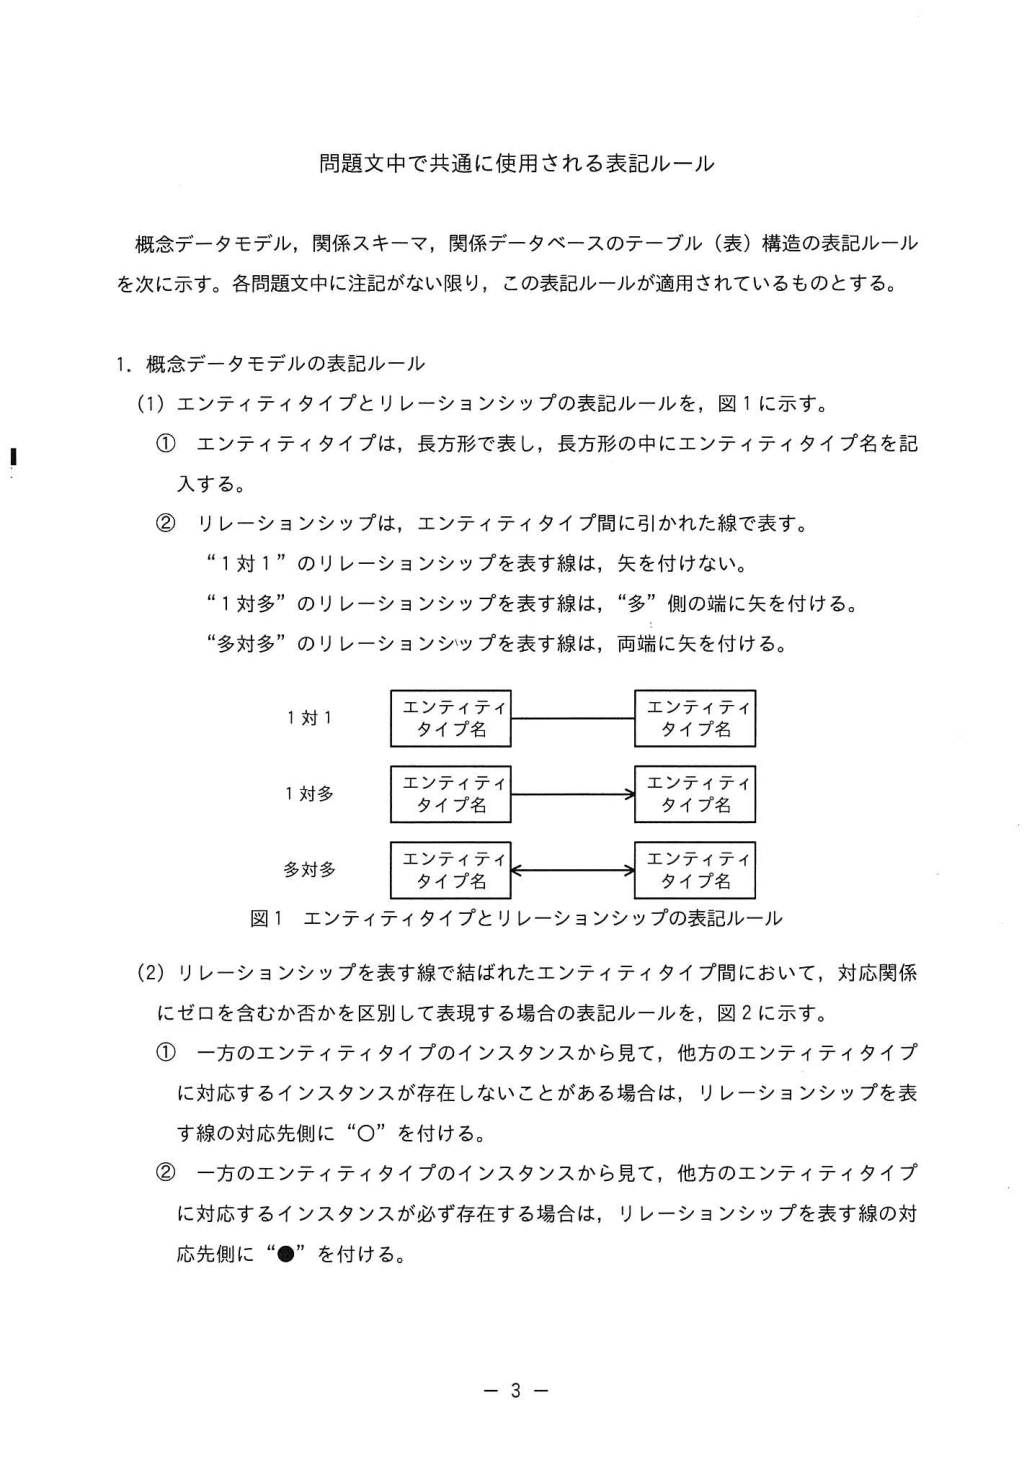 問題文中で共通に使用される表記ルール
概念データモデル，関係スキーマ，関係データベースのテーブル（表）構造の表記ルール
を次に示す。各問題文中に注記がない限り，この表記ルールが適用されているものとする。
1．概念データモデルの表記ルール
(1) エンティティタイプとリレーションシップの表記ルールを，図1に示す。
① エンティティタイプは，長方形で表し，長方形の中にエンティティタイプ名を記
入する。
② リレーションシップは，エンティティタイプ間に引かれた線で表す。
“1対1”のリレーションシップを表す線は，矢を付けない。
“1対多”のリレーションシップを表す線は，“多”側の端に矢を付ける。
“多対多”のリレーションシップを表す線は，両端に矢を付ける。
1対1 エンティティ エンティティ
タイプ名 タイプ名
1対多 エンティティ エンティティ
タイプ名 タイプ名
多対多 エンティティ エンティティ
タイプ名 タイプ名
図1 エンティティタイプとリレーションシップの表記ルール
(2) リレーションシップを表す線で結ばれたエンティティタイプ間において，対応関係
にゼロを含むか否かを区別して表現する場合の表記ルールを，図2に示す。
① 一方のエンティティタイプのインスタンスから見て，他方のエンティティタイプ
に対応するインスタンスが存在しないことがある場合は，リレーションシップを表
す線の対応先側に“○”を付ける。
② 一方のエンティティタイプのインスタンスから見て，他方のエンティティタイプ
に対応するインスタンスが必ず存在する場合は，リレーションシップを表す線の対
応先側に“●”を付ける。
－ 3 －